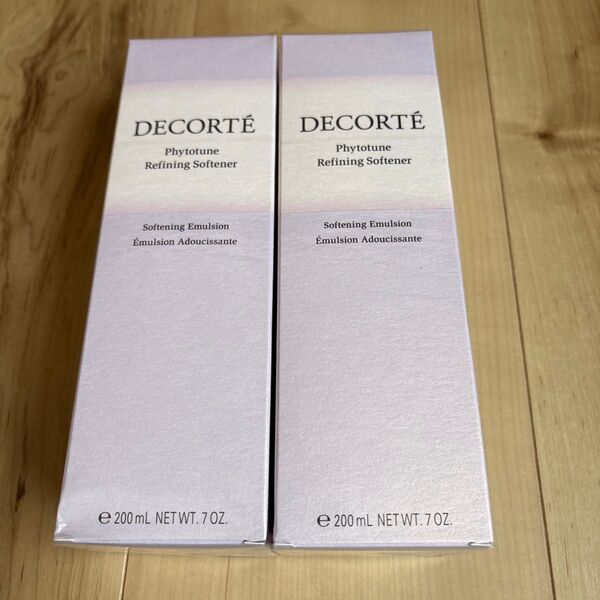 DECORTÉ
Phytotune
Refining Softener
Softening Emulsion
Émulsion Adoucissante
℮ 200 mL NET WT. 7 OZ.
DECORTÉ
Phytotune
Refining Softener
Softening Emulsion
Émulsion Adoucissante
℮ 200 mL NET WT. 7 OZ.